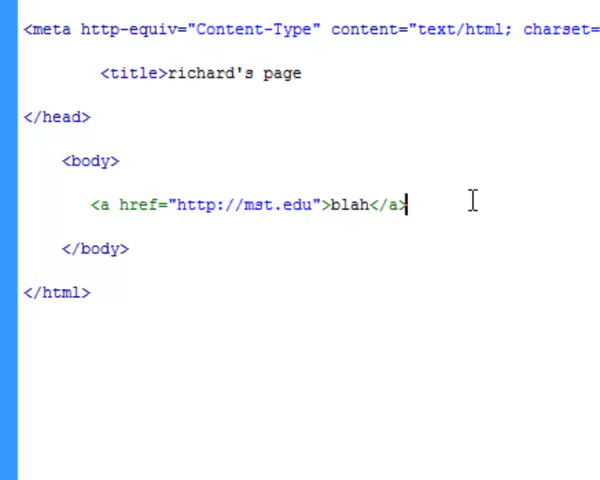 <meta http-equiv="Content-Type" content="text/html; charset=
<title>richard's page
</head>
<body>
<a href="http://mst.edu">blah</a>
</body>
</html>